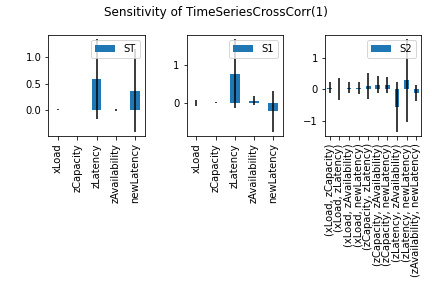 Sensitivity of TimeSeriesCrossCorr(1)
ST
1.0
0.5
0.0
xLoad
zCapacity
zLatency
zAvailability
newLatency
S1
1
0
xLoad
zCapacity
zLatency
zAvailability
newLatency
S2
1
0
−1
(xLoad, zCapacity)
(xLoad, zLatency)
(xLoad, zAvailability)
(xLoad, newLatency)
(zCapacity, zLatency)
(zCapacity, zAvailability)
(zCapacity, newLatency)
(zLatency, zAvailability)
(zLatency, newLatency)
(zAvailability, newLatency)